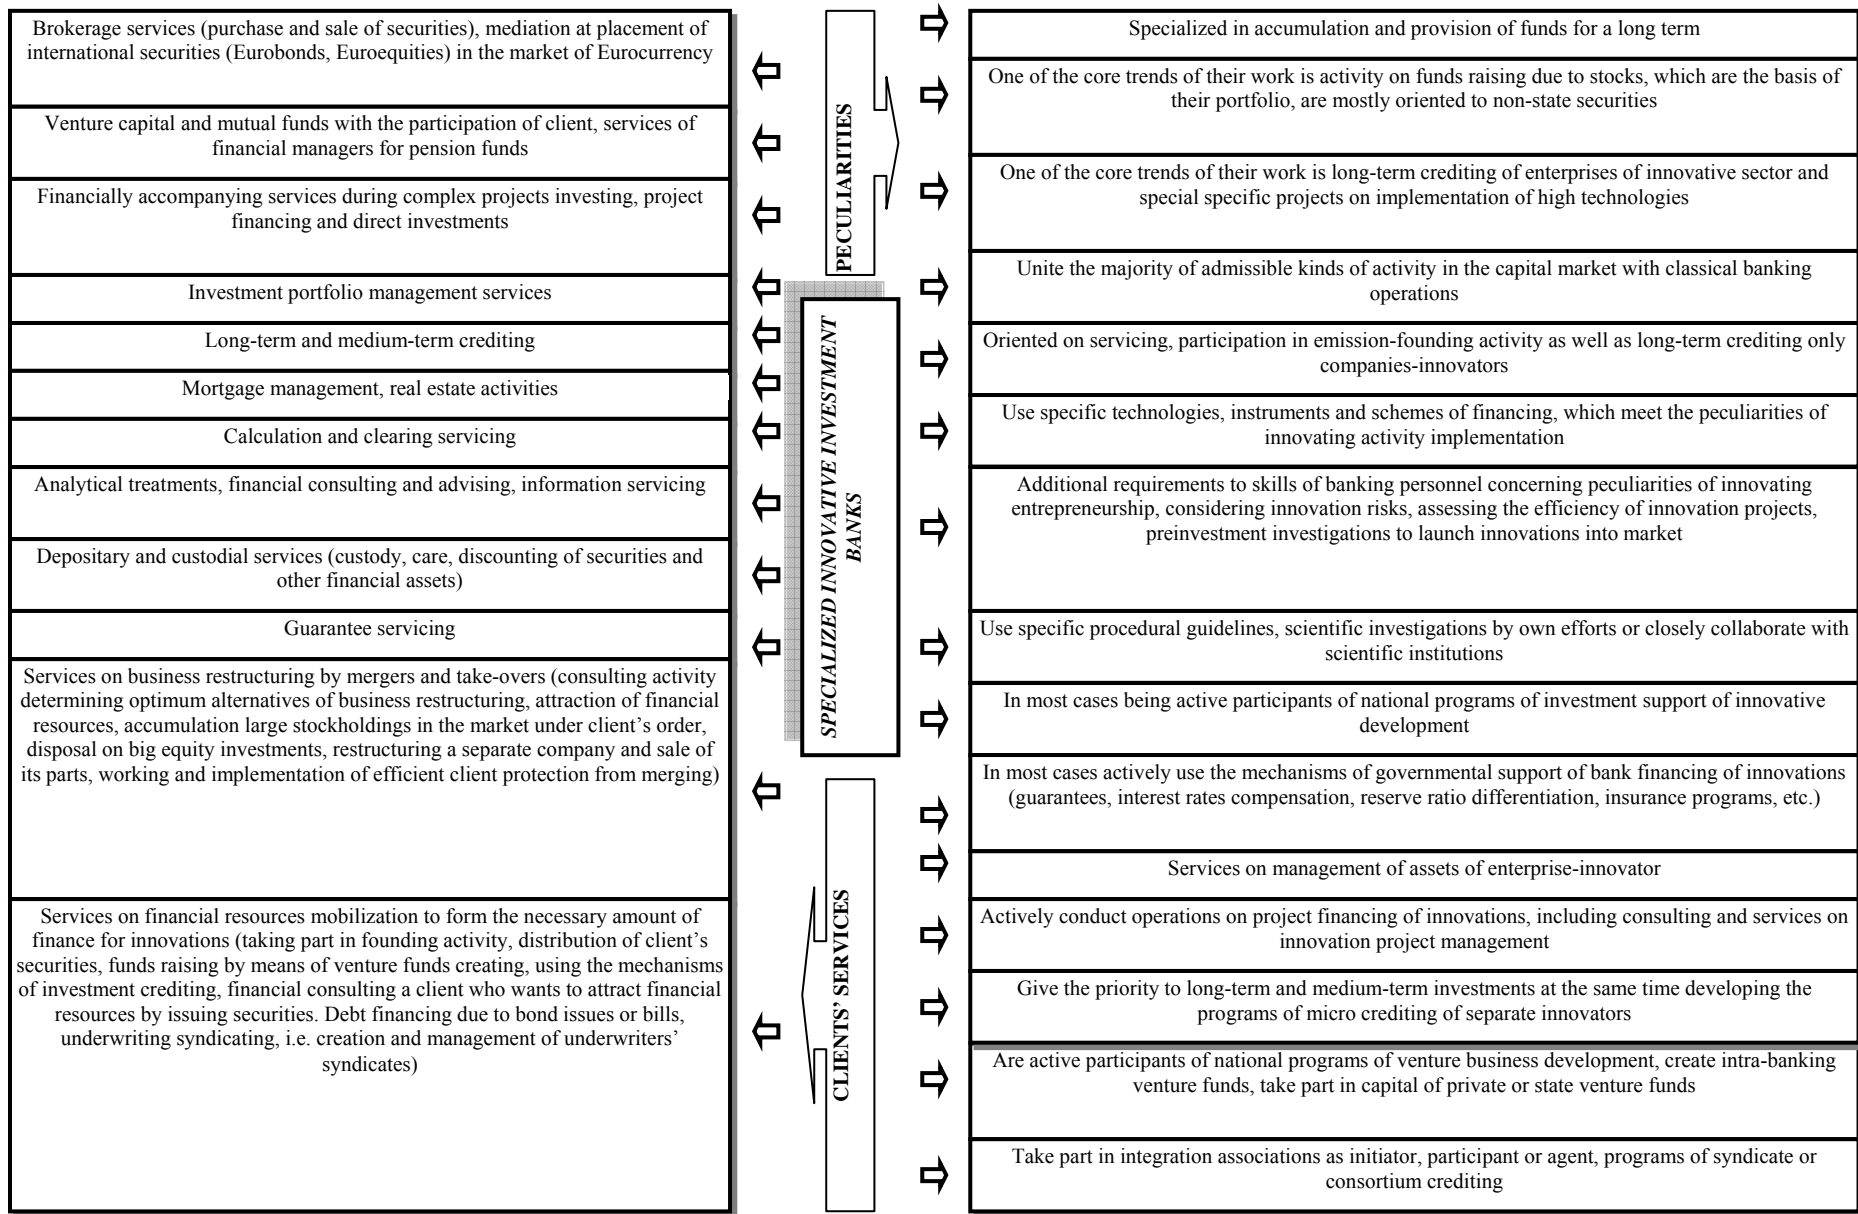 Brokerage services (purchase and sale of securities), mediation at placement of
international securities (Eurobonds, Euroequities) in the market of Eurocurrency
Venture capital and mutual funds with the participation of client, services of
financial managers for pension funds
Financially accompanying services during complex projects investing, project
financing and direct investments
Investment portfolio management services
Long-term and medium-term crediting
Mortgage management, real estate activities
Calculation and clearing servicing
Analytical treatments, financial consulting and advising, information servicing
Depositary and custodial services (custody, care, discounting of securities and
other financial assets)
Guarantee servicing
Services on business restructuring by mergers and take-overs (consulting activity
determining optimum alternatives of business restructuring, attraction of financial
resources, accumulation large stockholdings in the market under client's order,
disposal on big equity investments, restructuring a separate company and sale of
its parts, working and implementation of efficient client protection from merging)
Services on financial resources mobilization to form the necessary amount of
finance for innovations (taking part in founding activity, distribution of client's
securities, funds raising by means of venture funds creating, using the mechanisms
of investment crediting, financial consulting a client who wants to attract financial
resources by issuing securities. Debt financing due to bond issues or bills,
underwriting syndicating, i.e. creation and management of underwriters'
syndicates)
PECULIARITIES
SPECIALIZED INNOVATIVE INVESTMENT
BANKS
CLIENTS' SERVICES
Specialized in accumulation and provision of funds for a long term
One of the core trends of their work is activity on funds raising due to stocks, which are the basis of
their portfolio, are mostly oriented to non-state securities
One of the core trends of their work is long-term crediting of enterprises of innovative sector and
special specific projects on implementation of high technologies
Unite the majority of admissible kinds of activity in the capital market with classical banking
operations
Oriented on servicing, participation in emission-founding activity as well as long-term crediting only
companies-innovators
Use specific technologies, instruments and schemes of financing, which meet the peculiarities of
innovating activity implementation
Additional requirements to skills of banking personnel concerning peculiarities of innovating
entrepreneurship, considering innovation risks, assessing the efficiency of innovation projects,
preinvestment investigations to launch innovations into market
Use specific procedural guidelines, scientific investigations by own efforts or closely collaborate with
scientific institutions
In most cases being active participants of national programs of investment support of innovative
development
In most cases actively use the mechanisms of governmental support of bank financing of innovations
(guarantees, interest rates compensation, reserve ratio differentiation, insurance programs, etc.)
Services on management of assets of enterprise-innovator
Actively conduct operations on project financing of innovations, including consulting and services on
innovation project management
Give the priority to long-term and medium-term investments at the same time developing the
programs of micro crediting of separate innovators
Are active participants of national programs of venture business development, create intra-banking
venture funds, take part in capital of private or state venture funds
Take part in integration associations as initiator, participant or agent, programs of syndicate or
consortium crediting